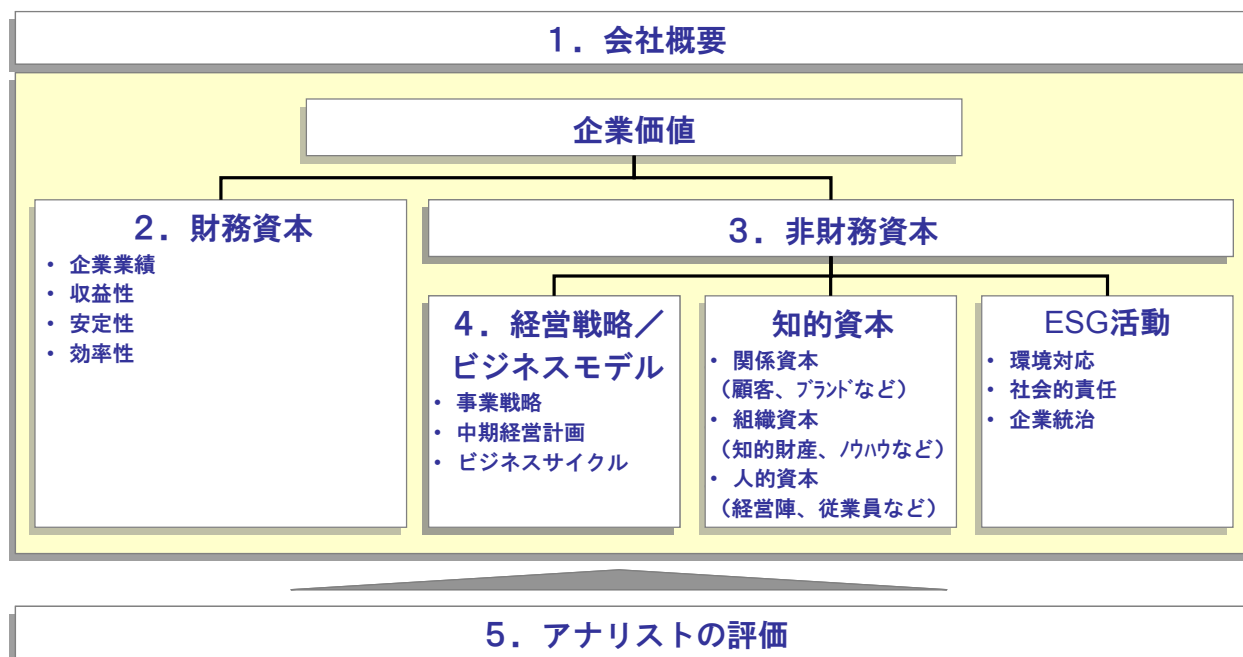 １．会社概要
企業価値
２．財務資本
・ 企業業績
・ 収益性
・ 安定性
・ 効率性
３．非財務資本
４．経営戦略／
ビジネスモデル
・ 事業戦略
・ 中期経営計画
・ ビジネスサイクル
知的資本
・ 関係資本
（顧客、ﾌﾞﾗﾝﾄﾞなど）
・ 組織資本
（知的財産、ﾉｳﾊｳなど）
・ 人的資本
（経営陣、従業員など）
ESG活動
・ 環境対応
・ 社会的責任
・ 企業統治
５．アナリストの評価